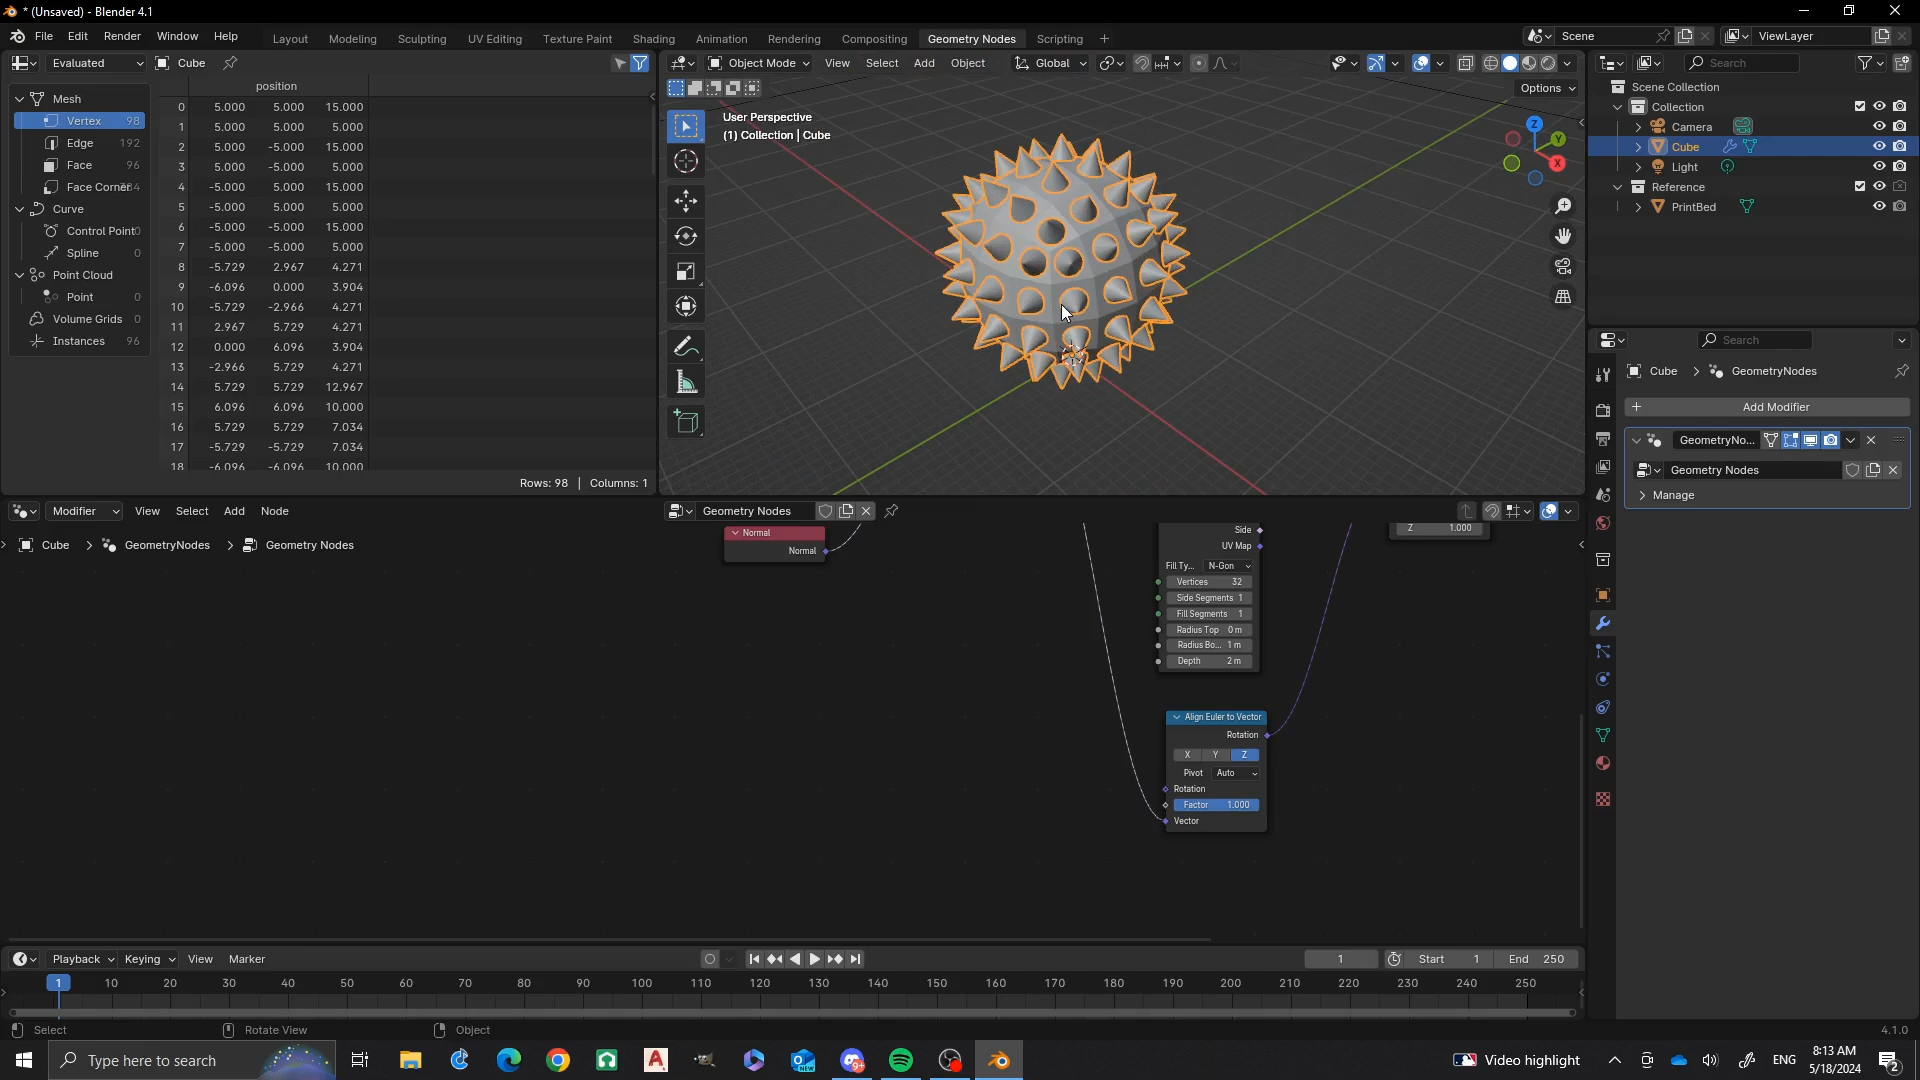 * (Unsaved) - Blender 4.1
File Edit Render Window Help Layout Modeling Sculpting UV Editing Texture Paint Shading Animation Rendering Compositing Geometry Nodes Scripting + Scene ViewLayer
Evaluated Cube
position
Mesh
Vertex 98
Edge 192
Face 96
Face Corner
Curve
Control Point 0
Spline 0
Point Cloud
Point 0
Volume Grids 0
Instances 96
0 5.000 5.000 15.000
1 5.000 5.000 5.000
2 5.000 -5.000 15.000
3 5.000 -5.000 5.000
4 -5.000 5.000 15.000
5 -5.000 5.000 5.000
6 -5.000 -5.000 15.000
7 -5.000 -5.000 5.000
8 -5.729 2.967 4.271
9 -6.096 0.000 3.904
10 -5.729 -2.966 4.271
11 2.967 5.729 4.271
12 0.000 6.096 3.904
13 -2.966 5.729 4.271
14 5.729 5.729 12.967
15 6.096 6.096 10.000
16 5.729 5.729 7.034
17 -5.729 -5.729 7.034
18 -6.096 -6.096 10.000
Rows: 98 | Columns: 1
Object Mode View Select Add Object Global
Options
User Perspective
(1) Collection | Cube
Z
Y
X
Search
Scene Collection
Collection
Camera
Cube
Light
Reference
PrintBed
Search
Cube GeometryNodes
+ Add Modifier
GeometryNo...
Geometry Nodes
Manage
Modifier View Select Add Node Geometry Nodes
Cube GeometryNodes Geometry Nodes
Normal
Normal
Side
UV Map
Fill Ty... N-Gon
Vertices 32
Side Segments 1
Fill Segments 1
Radius Top 0 m
Radius Bo... 1 m
Depth 2 m
Z 1.000
Align Euler to Vector
Rotation
X Y Z
Pivot Auto
Rotation
Factor 1.000
Vector
Playback Keying View Marker 1 Start 1 End 250
1 10 20 30 40 50 60 70 80 90 100 110 120 130 140 150 160 170 180 190 200 210 220 230 240 250
Select Rotate View Object 4.1.0
Type here to search
NEW
9+
Video highlight
ENG
8:13 AM
5/18/2024
2